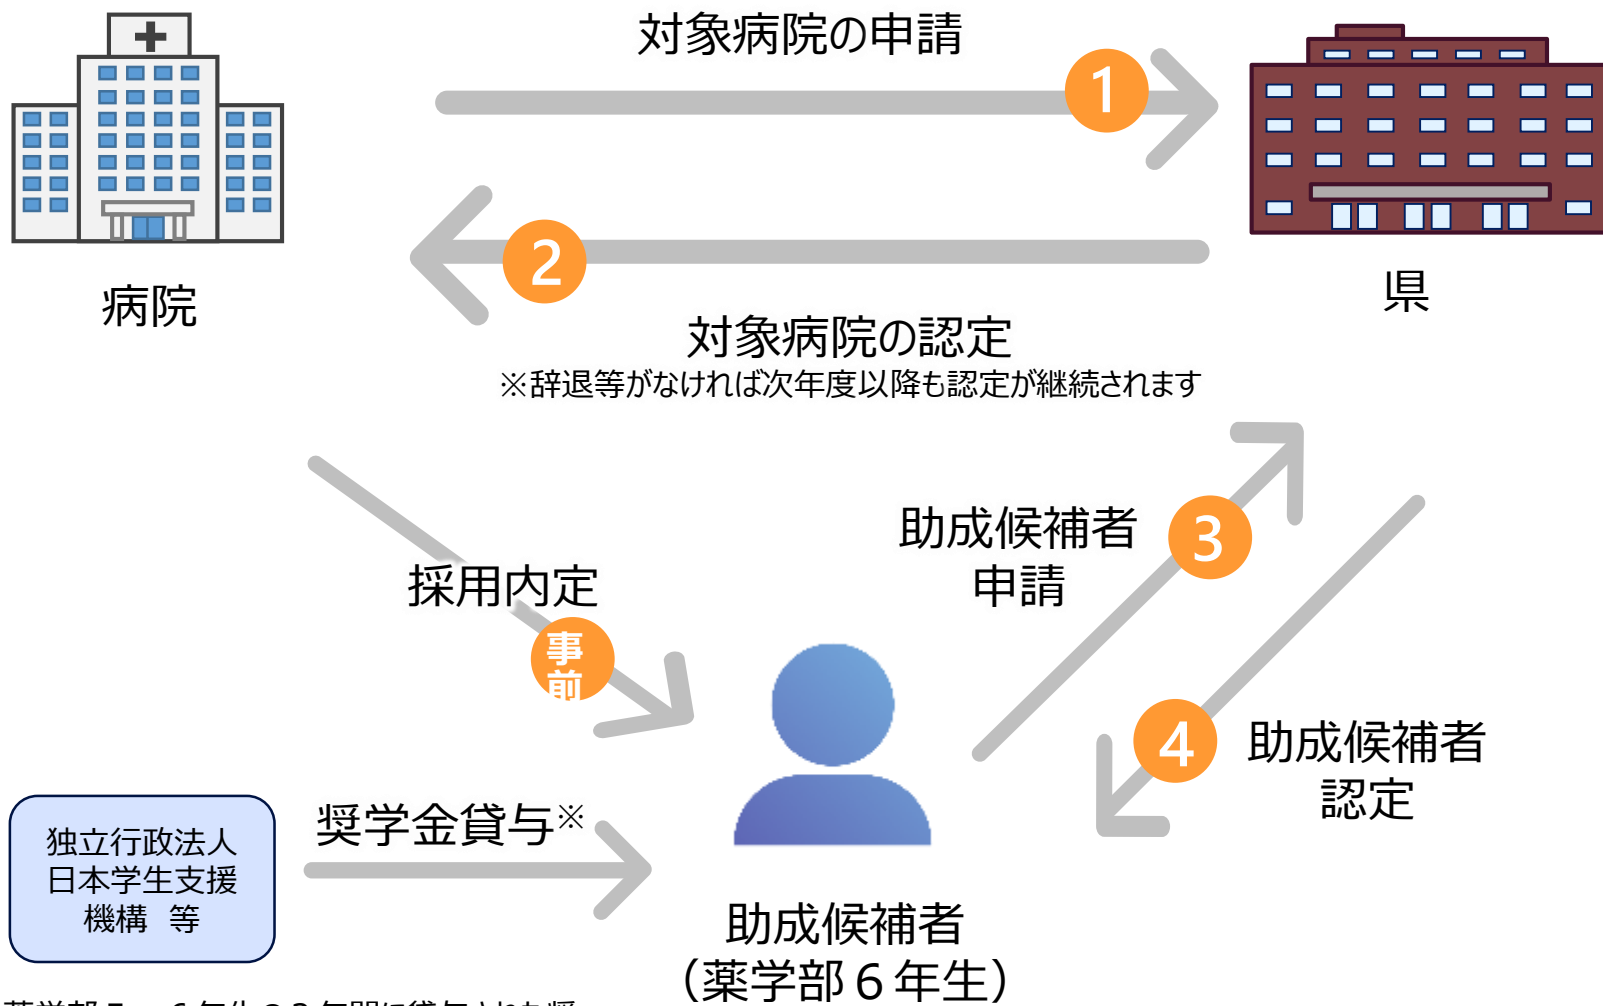 対象病院の申請
1
病院
県
2
対象病院の認定
※辞退等がなければ次年度以降も認定が継続されます
採用内定
事
前
助成候補者
申請
3
4
助成候補者
認定
独立行政法人
日本学生支援
機構 等
奨学金貸与※
助成候補者
（薬学部６年生）